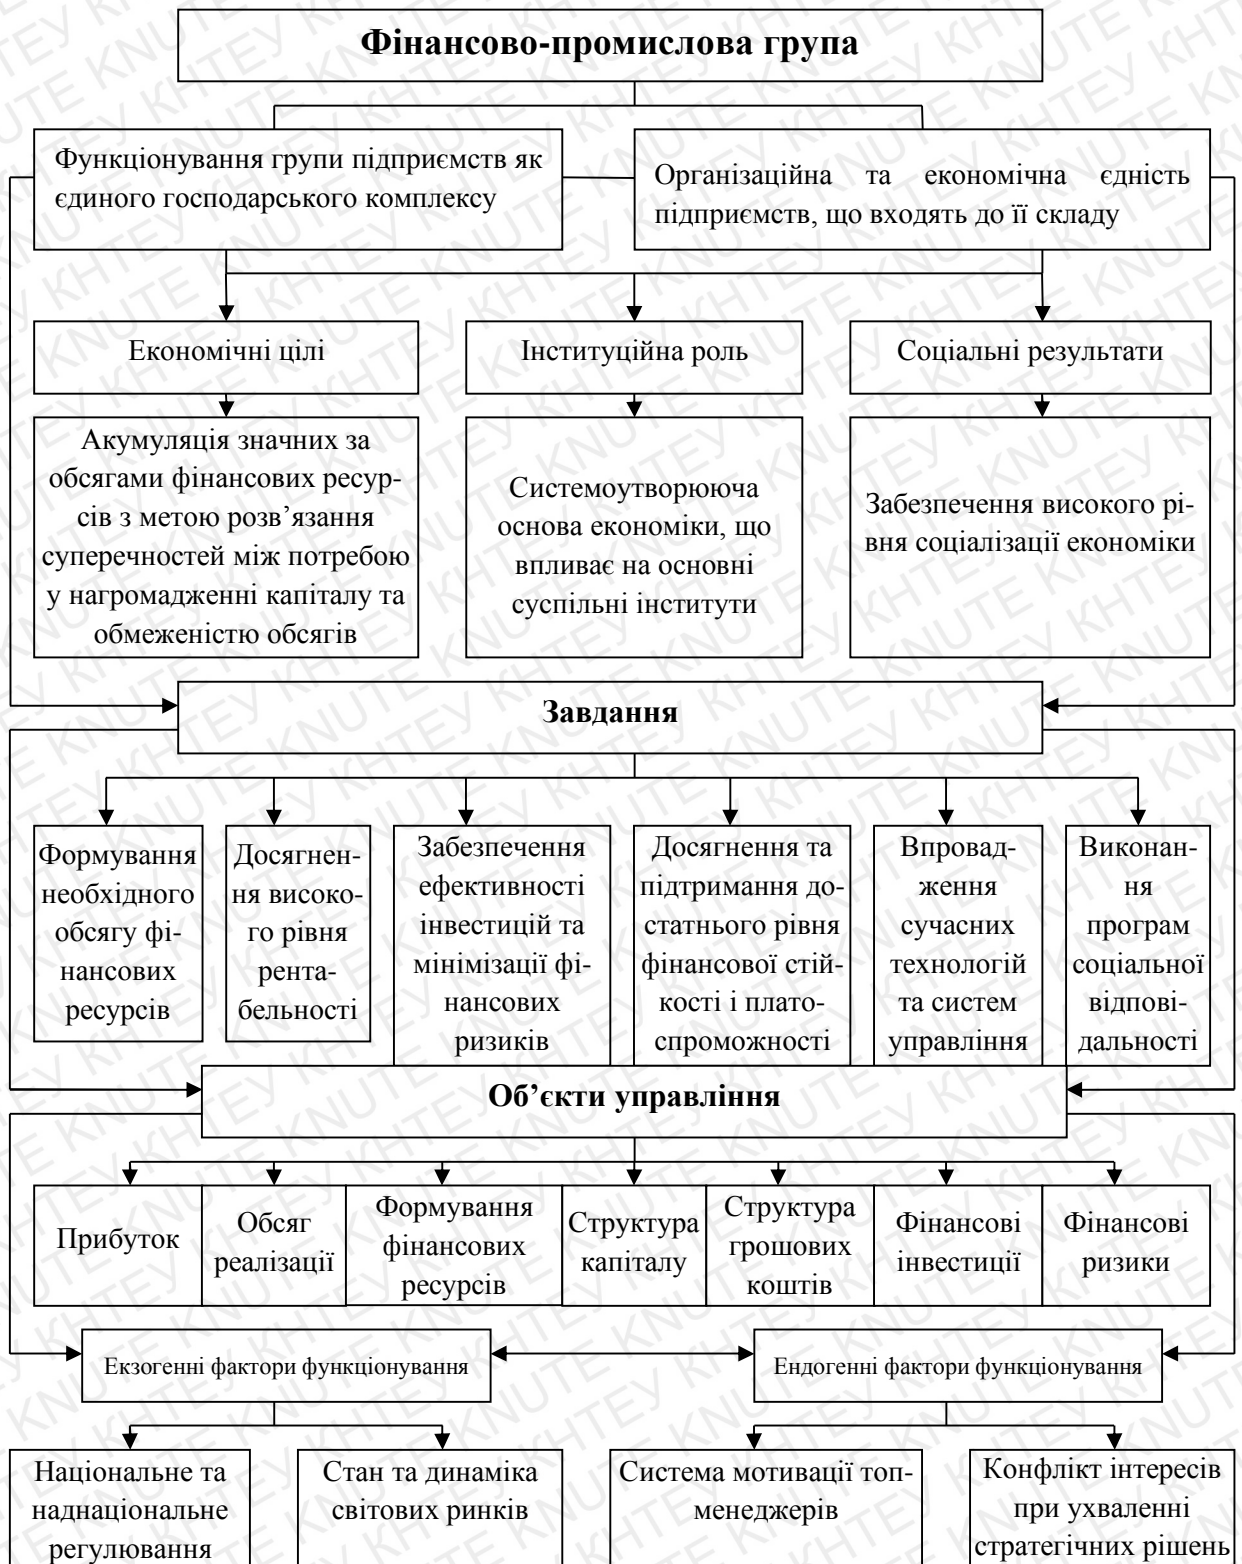 Фінансово-промислова група
Функціонування групи підприємств як
єдиного господарського комплексу
Організаційна та економічна єдність
підприємств, що входять до її складу
Економічні цілі
Інституційна роль
Соціальні результати
Акумуляція значних за
обсягами фінансових ресур-
сів з метою розв’язання
суперечностей між потребою
у нагромадженні капіталу та
обмеженістю обсягів
Системоутворююча
основа економіки, що
впливає на основні
суспільні інститути
Забезпечення високого рі-
вня соціалізації економіки
Завдання
Формування
необхідного
обсягу фі-
нансових
ресурсів
Досягнен-
ня висок-
о рівня
рента-
бельності
Забезпечення
ефективності
інвестицій та
мінімізації фі-
нансових
ризиків
Досягнення та
підтримання до-
статнього рівня
фінансової стій-
кості і плато-
спроможності
Впровад-
ження
сучасних
технологій
та систем
управління
Виконан-
ня
програм
соціальної
відпові-
дальності
Об’єкти управління
Прибуток
Обсяг
реалізації
Формування
фінансових
ресурсів
Структура
капіталу
Структура
грошових
коштів
Фінансові
інвестиції
Фінансові
ризики
Екзогенні фактори функціонування
Ендогенні фактори функціонування
Національне та
наднаціональне
регулювання
Стан та динаміка
світових ринків
Система мотивації топ-
менеджерів
Конфлікт інтересів
при ухваленні
стратегічних рішень